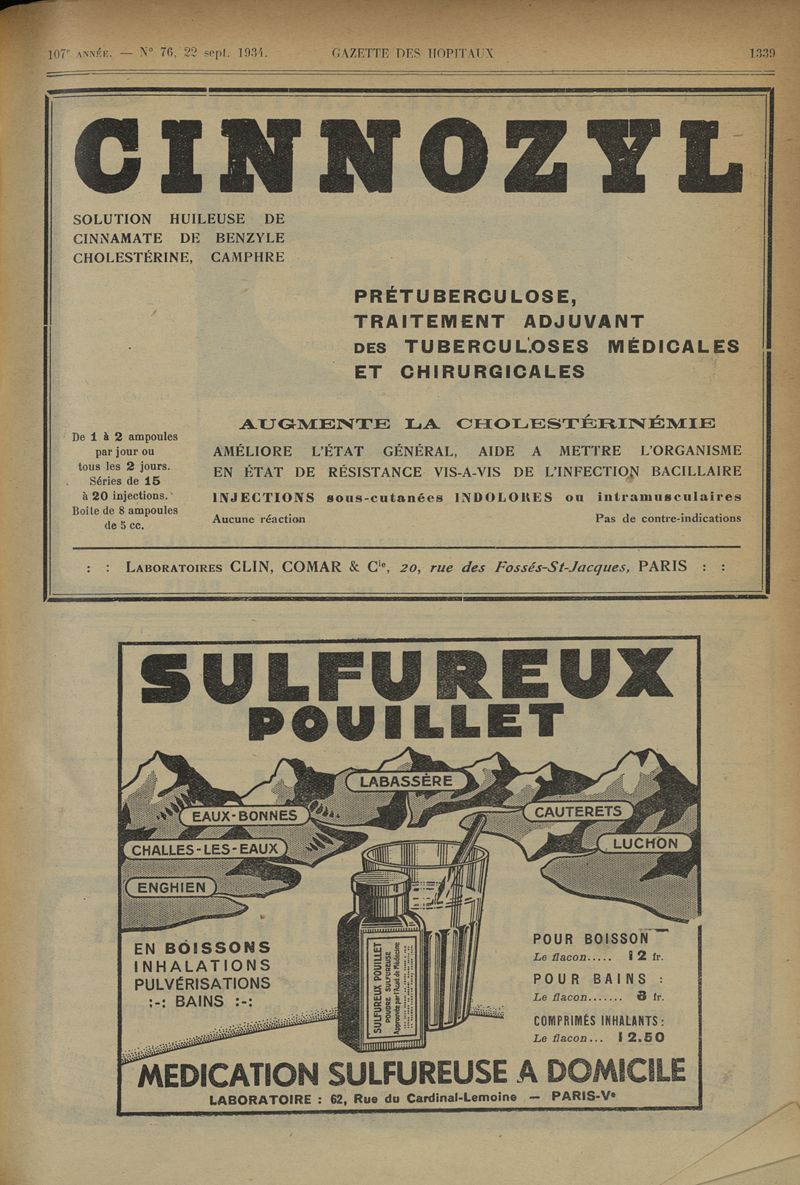 107e ANNÉE. — N° 76, 22 sept. 1934.
GAZETTE DES HOPITAUX
1339
CINNOZYL
SOLUTION HUILEUSE DE
CINNAMATE DE BENZYLE
CHOLESTÉRINE, CAMPHRE
PRÉTUBERCULOSE,
TRAITEMENT ADJUVANT
DES TUBERCULOSES MÉDICALES
ET CHIRURGICALES
De 1 à 2 ampoules
par jour ou
tous les 2 jours.
Séries de 15
à 20 injections.
Boîte de 8 ampoules
de 5 cc.
AUGMENTE LA CHOLESTÉRINÉMIE
AMÉLIORE L'ÉTAT GÉNÉRAL, AIDE A METTRE L'ORGANISME
EN ÉTAT DE RÉSISTANCE VIS-A-VIS DE L'INFECTION BACILLAIRE
INJECTIONS sous-cutanées INDOLORES ou intramusculaires
Aucune réaction
Pas de contre-indications
: : LABORATOIRES CLIN, COMAR & Cie, 20, rue des Fossés-St-Jacques, PARIS : :
SULFUREUX
POUILLET
LABASSÈRE
EAUX-BONNES
CAUTERETS
CHALLES-LES-EAUX
LUCHON
ENGHIEN
SULFUREUX POUILLET
POUDRE SULFUREUSE
Approuvée par l'Acad. de Médecine
EN BOISSONS
INHALATIONS
PULVÉRISATIONS
:-: BAINS :-:
POUR BOISSON
Le flacon..... 12 fr.
POUR BAINS :
Le flacon....... 8 fr.
COMPRIMÉS INHALANTS :
Le flacon... 12.50
MEDICATION SULFUREUSE A DOMICILE
LABORATOIRE : 62, Rue du Cardinal-Lemoine — PARIS-Ve